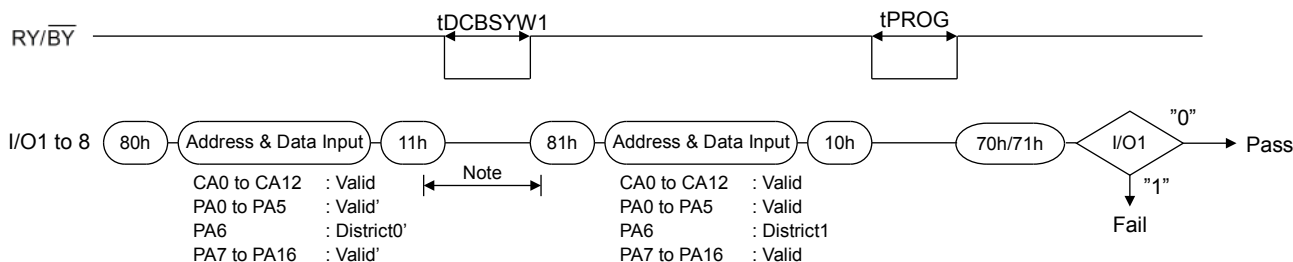 tDCBSYW1
tPROG
RY/BY
I/O1 to 8 80h Address & Data Input 11h 81h Address & Data Input 10h 70h/71h I/O1 "0" Pass
Note
"1"
Fail
CA0 to CA12 : Valid
PA0 to PA5 : Valid'
PA6 : District0'
PA7 to PA16 : Valid'
CA0 to CA12 : Valid
PA0 to PA5 : Valid
PA6 : District1
PA7 to PA16 : Valid